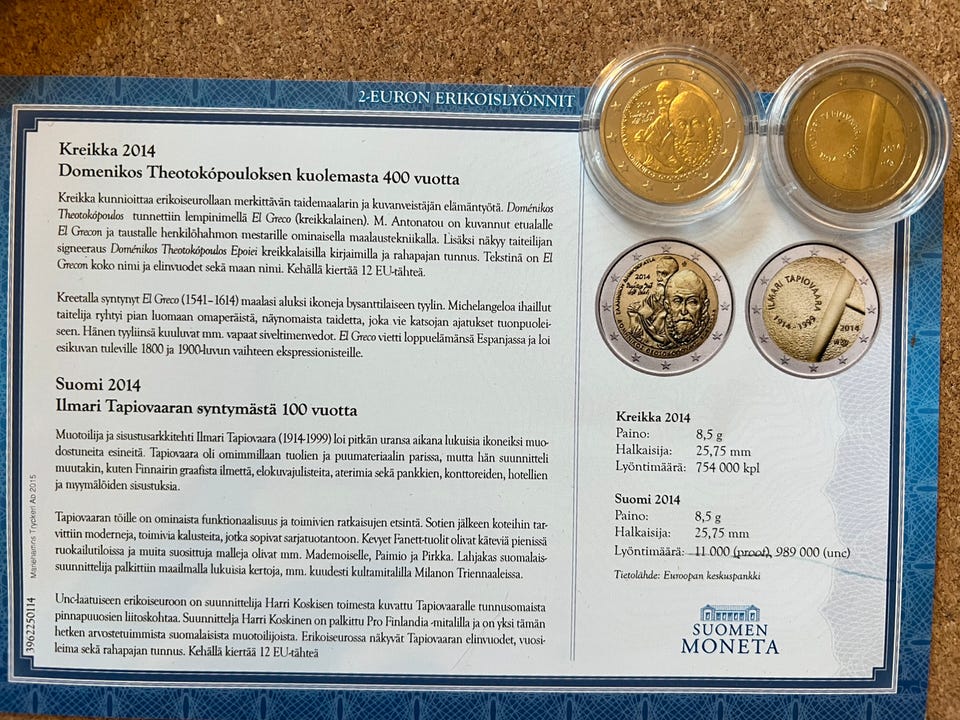 2-EURON ERIKOISLYÖNNIT
Kreikka 2014
Domenikos Theotokópouloksen kuolemasta 400 vuotta
Kreikka kunnioittaa erikoiseurollaan merkittävän taidemaalarin ja kuvanveistäjän elämäntyötä. Doménikos
Theotokópoulos tunnettiin lempinimellä El Greco (kreikkalainen). M. Antonatou on kuvannut etualalle
El Grecon ja taustalle henkilöhahmon mestarille ominaisella maalaustekniikalla. Lisäksi näkyy taiteilijan
signeeraus Doménikos Theotokópoulos Epoiei kreikkalaisilla kirjaimilla ja rahapajan tunnus. Tekstinä on El
Grecon koko nimi ja elinvuodet sekä maan nimi. Kehällä kiertää 12 EU-tähteä.
Kreetalla syntynyt El Greco (1541–1614) maalasi aluksi ikoneja bysanttilaiseen tyylin. Michelangeloa ihaillut
taitelija ryhtyi pian luomaan omaperäistä, näynomaista taidetta, joka vie katsojan ajatukset tuonpuolei-
seen. Hänen tyyliinsä kuuluvat mm. vapaat siveltimenvedot. El Greco vietti loppuelämänsä Espanjassa ja loi
esikuvan tuleville 1800 ja 1900-luvun vaihteen ekspressionisteille.
Suomi 2014
Ilmari Tapiovaaran syntymästä 100 vuotta
Muotoilija ja sisustusarkkitehti Ilmari Tapiovaara (1914-1999) loi pitkän uransa aikana lukuisia ikoneiksi muo-
dostuneita esineitä. Tapiovaara oli omimmillaan tuolien ja puumateriaalin parissa, mutta hän suunnitteli
muutakin, kuten Finnairin graafista ilmettä, elokuvajulisteita, aterimia sekä pankkien, konttoreiden, hotellien
ja myymälöiden sisustuksia.
Tapiovaaran töille on ominaista funktionaalisuus ja toimivien ratkaisujen etsintä. Sotien jälkeen koteihin tar-
vittiin moderneja, toimivia kalusteita, jotka sopivat sarjatuotantoon. Kevyet Fanett-tuolit olivat käteviä pienissä
ruokailutiloissa ja muita suosittuja malleja olivat mm. Mademoiselle, Paimio ja Pirkka. Lahjakas suomalais-
suunnittelija palkittiin maailmalla lukuisia kertoja, mm. kuudesti kultamitalilla Milanon Triennaaleissa.
Unc-laatuiseen erikoiseuroon on suunnittelija Harri Koskisen toimesta kuvattu Tapiovaaralle tunnusomaista
pinnapuuosien liitoskohtaa. Suunnittelija Harri Koskinen on palkittu Pro Finlandia -mitalilla ja on yksi tämän
hetken arvostetuimmista suomalaisista muotoilijoista. Erikoiseurossa näkyvät Tapiovaaran elinvuodet, vuosi-
leima sekä rahapajan tunnus. Kehällä kiertää 12 EU-tähteä
Mariehamns Tryckeri Ab 2015
3962250114
2014
ILMARI TAPIOVAARA
1914-1999
2014
2014
ILMARI TAPIOVAARA
1914-1999
2014
Kreikka 2014
Paino: 8,5 g
Halkaisija: 25,75 mm
Lyöntimäärä: 754 000 kpl
Suomi 2014
Paino: 8,5 g
Halkaisija: 25,75 mm
Lyöntimäärä: 11 000 (proof), 989 000 (unc)
Tietolähde: Euroopan keskuspankki
SUOMEN
MONETA